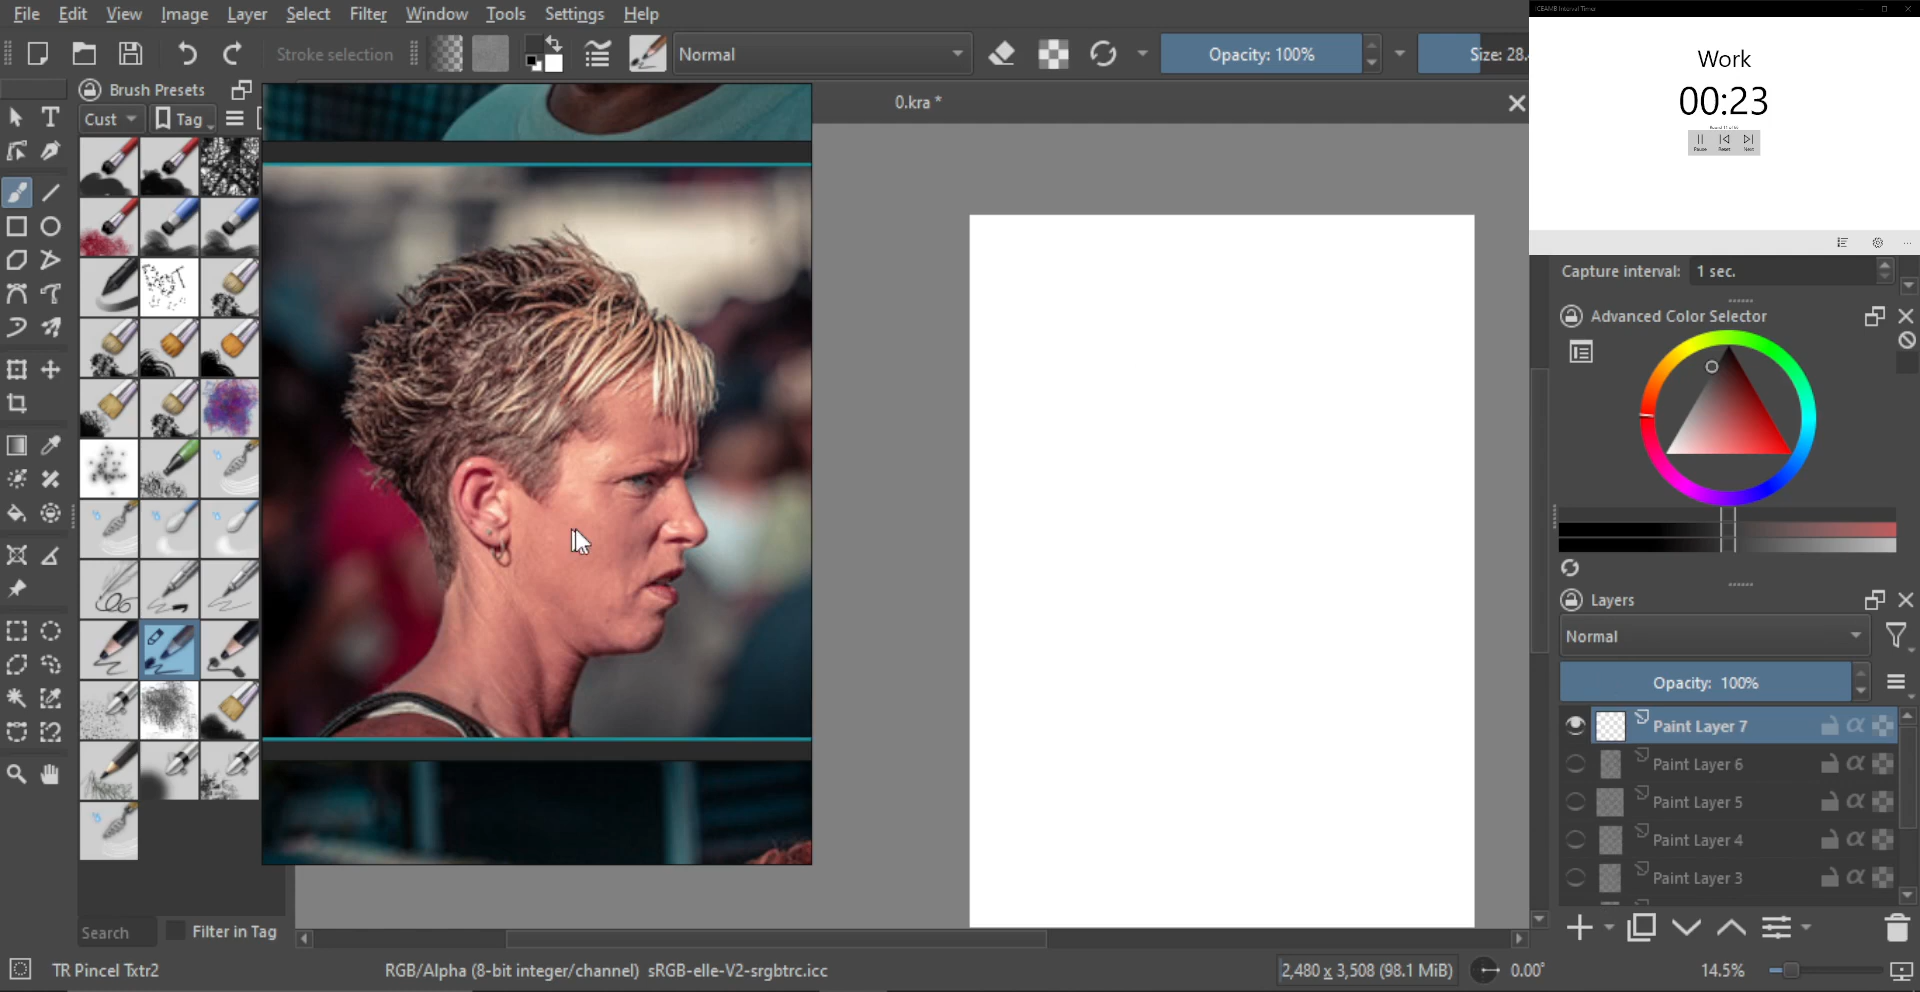 File Edit View Image Layer Select Filter Window Tools Settings Help
Stroke selection
Normal
Opacity: 100%
Size: 28.
Brush Presets
Cust
Tag
0.kra *
Work
00:23
Pause Reset Next
Capture interval: 1 sec.
Advanced Color Selector
Layers
Normal
Opacity: 100%
Paint Layer 7
Paint Layer 6
Paint Layer 5
Paint Layer 4
Paint Layer 3
Search
Filter in Tag
TR Pincel Txtr2
RGB/Alpha (8-bit integer/channel) sRGB-elle-V2-srgbtrc.icc
2,480 x 3,508 (98.1 MiB)
0.00°
14.5%